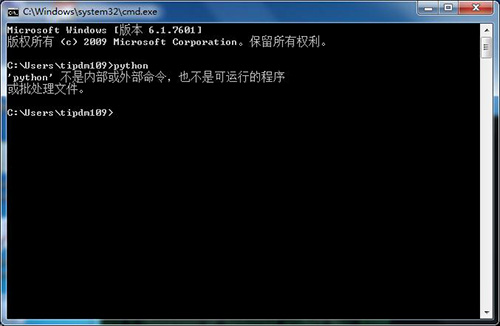 C:\Windows\system32\cmd.exe
Microsoft Windows [版本 6.1.7601]
版权所有 (c) 2009 Microsoft Corporation。保留所有权利。
C:\Users\tipdm109>python
'python' 不是内部或外部命令，也不是可运行的程序
或批处理文件。
C:\Users\tipdm109>